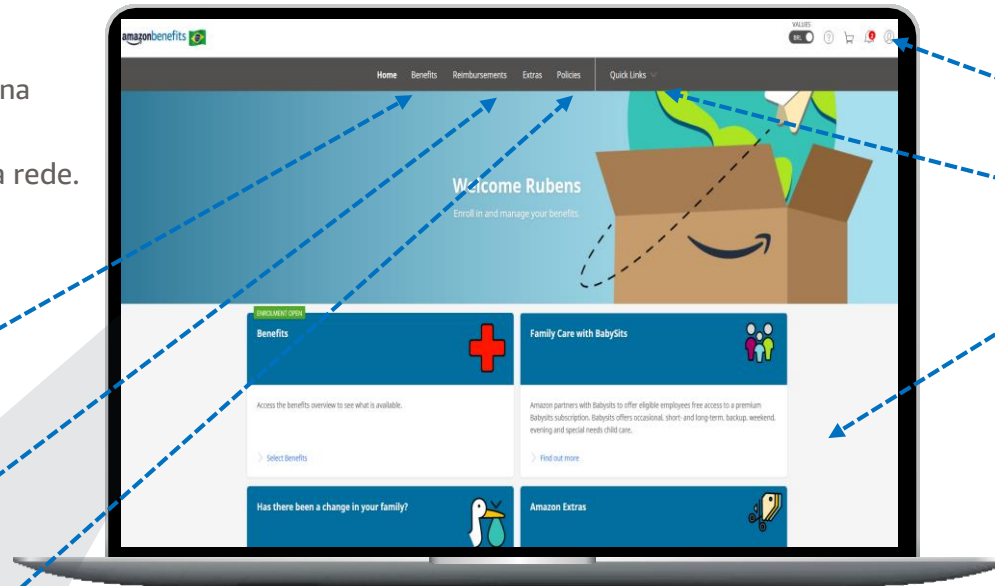 na
a rede.
amazonbenefits
VALUES
BRL
2
Home Benefits Reimbursements Extras Policies Quick Links
Welcome Rubens
Enroll in and manage your benefits.
ENROLMENT OPEN
Benefits
Access the benefits overview to see what is available.
Select Benefits
Family Care with BabySits
Amazon partners with Babysits to offer eligible employees free access to a premium
Babysits subscription. Babysits offers occasional, short- and long-term, backup, weekend,
evening and special needs child care.
Find out more
Has there been a change in your family?
Amazon Extras